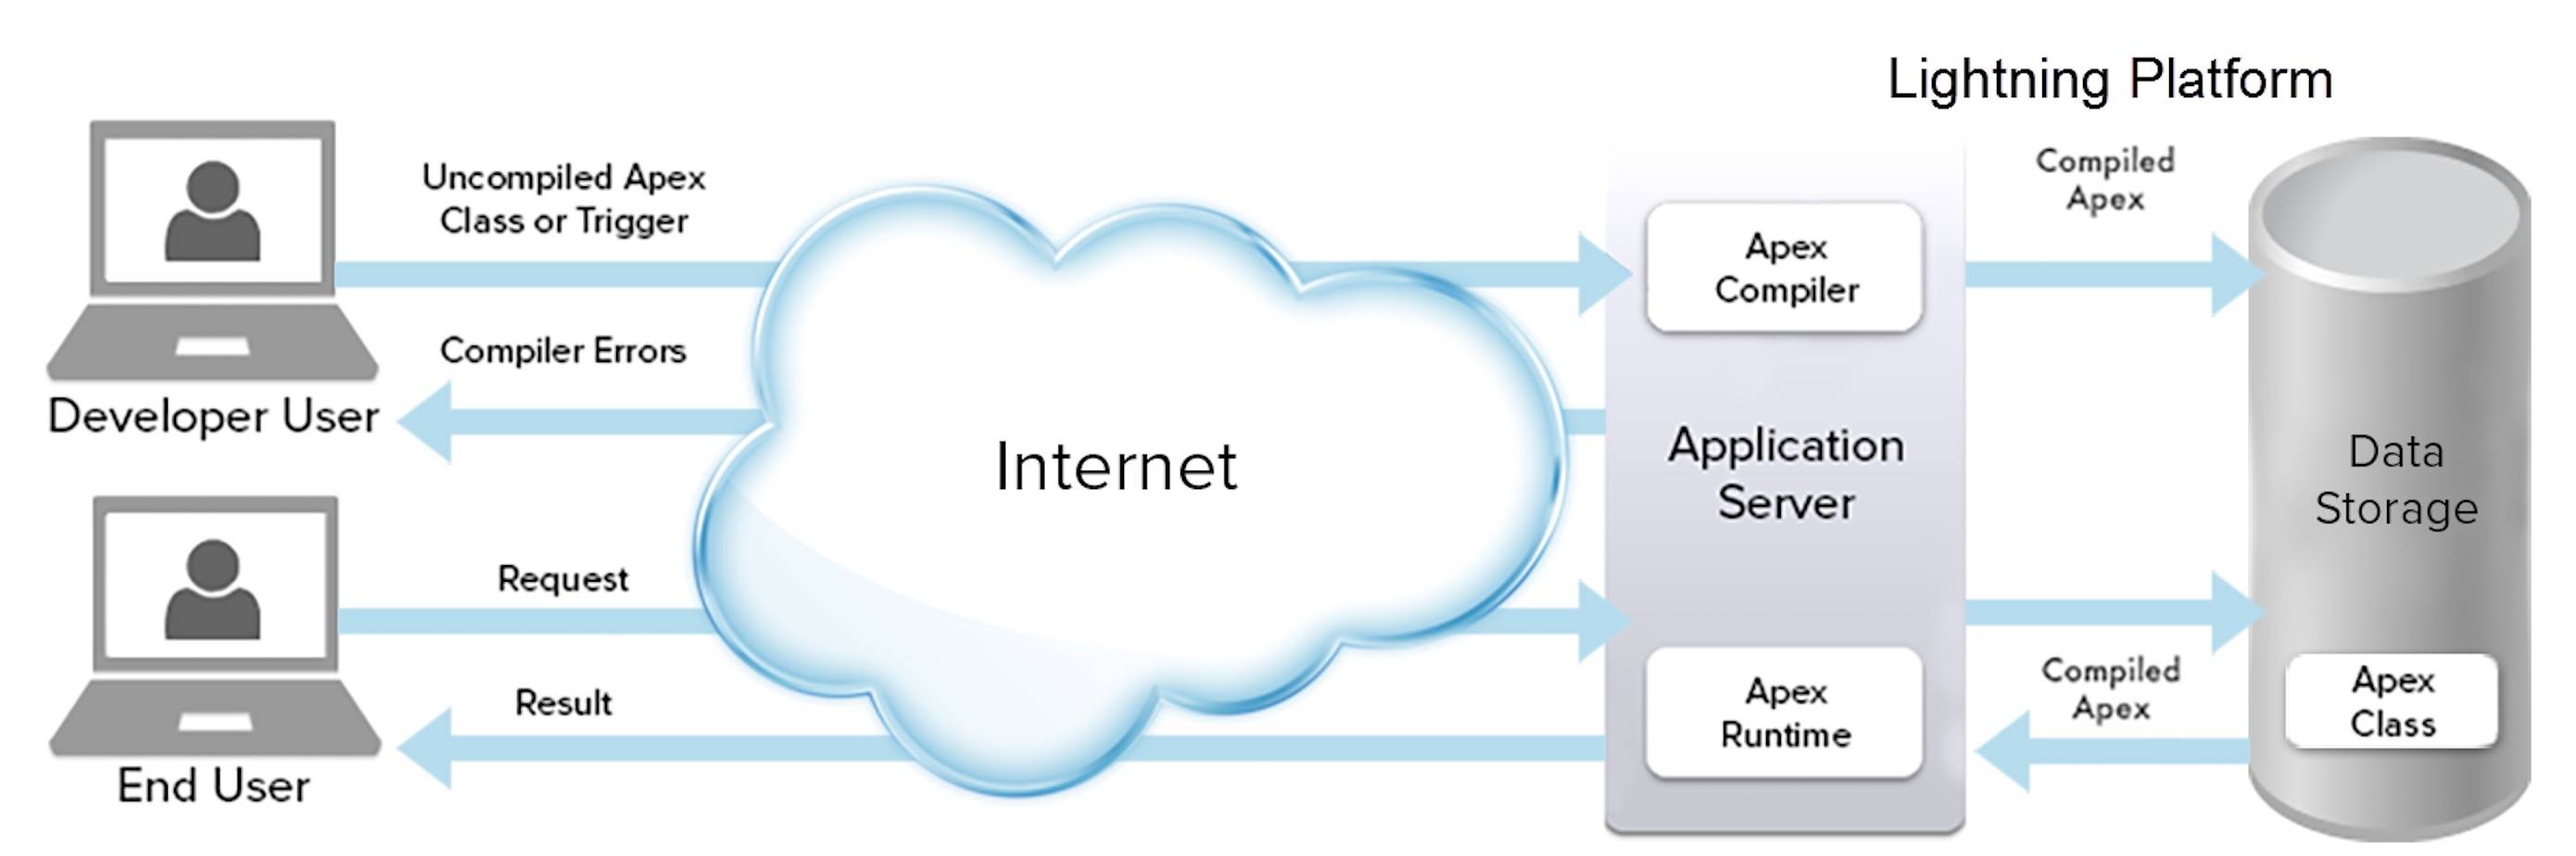 Lightning Platform
Uncompiled Apex
Class or Trigger
Compiler Errors
Developer User
Request
Result
End User
Internet
Apex
Compiler
Application
Server
Apex
Runtime
Compiled
Apex
Data
Storage
Compiled
Apex
Apex
Class